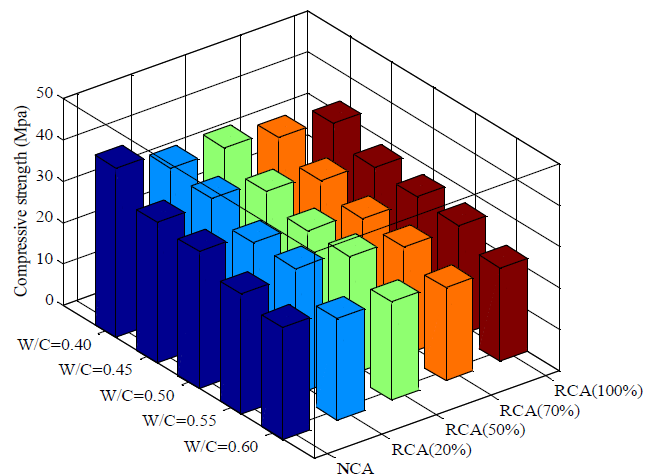 Compressive strength (Mpa)
50
40
30
20
10
0
W/C=0.40
W/C=0.45
W/C=0.50
W/C=0.55
W/C=0.60
NCA
RCA(20%)
RCA(50%)
RCA(70%)
RCA(100%)